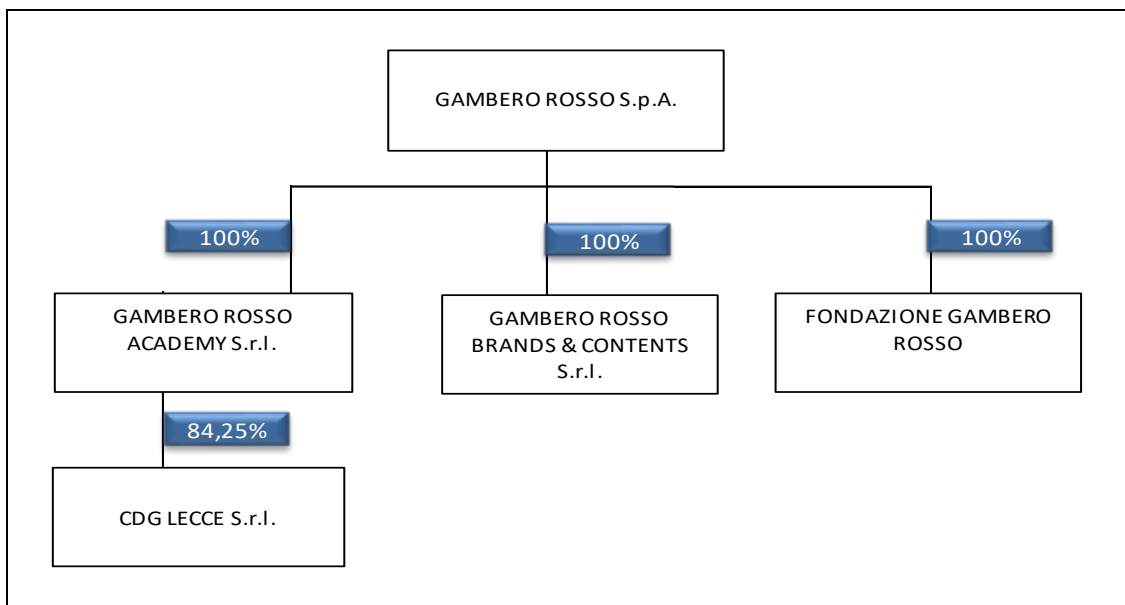 GAMBERO ROSSO S.p.A.
100%
100%
100%
GAMBERO ROSSO
ACADEMY S.r.l.
GAMBERO ROSSO
BRANDS & CONTENTS
S.r.l.
FONDAZIONE GAMBERO
ROSSO
84,25%
CDG LECCE S.r.l.